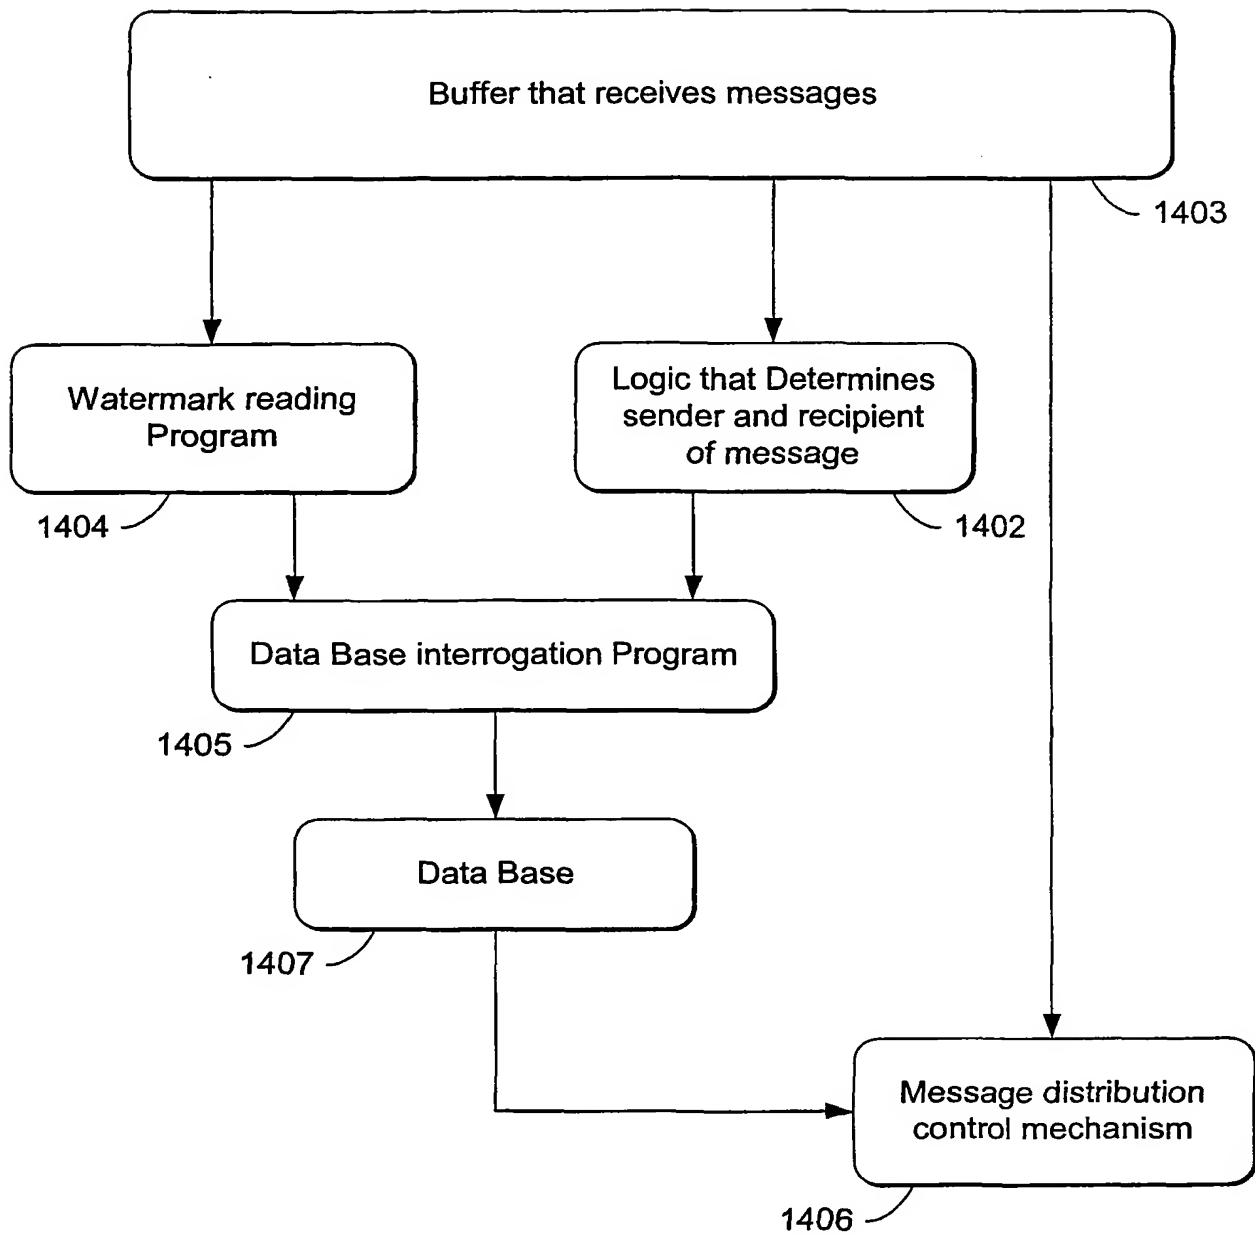 Buffer that receives messages
1403
Watermark reading
Program
1404
Logic that Determines
sender and recipient
of message
1402
Data Base interrogation Program
1405
Data Base
1407
Message distribution
control mechanism
1406